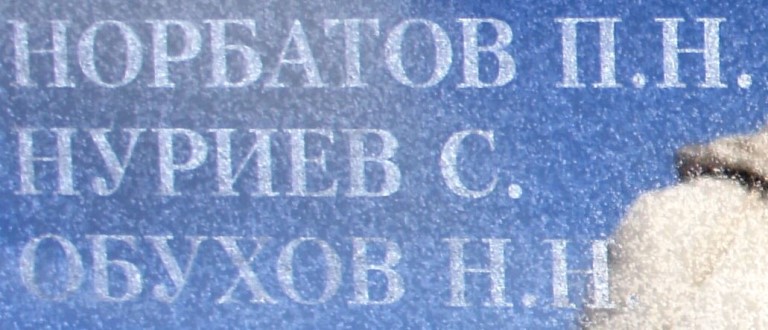 НОРБАТОВ П.Н.
НУРИЕВ С.
ОБУХОВ Н.Н.